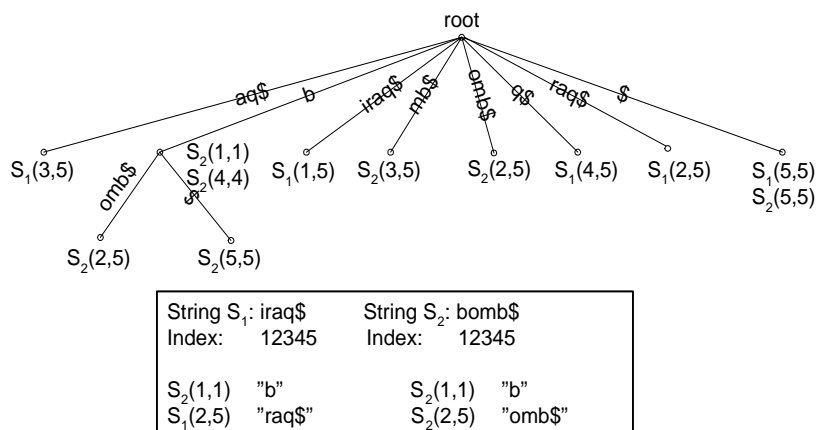 root
aq$
b
iraq$
mb$
omb$
q$
raq$
$
S₁(3,5)
S₂(1,1)
S₂(4,4)
S₁(1,5)
S₂(3,5)
S₂(2,5)
S₁(4,5)
S₁(2,5)
S₁(5,5)
S₂(5,5)
omb$
$
S₂(2,5)
S₂(5,5)
String S₁: iraq$ String S₂: bomb$
Index: 12345 Index: 12345
S₂(1,1) ”b” S₂(1,1) ”b”
S₁(2,5) ”raq$” S₂(2,5) ”omb$”